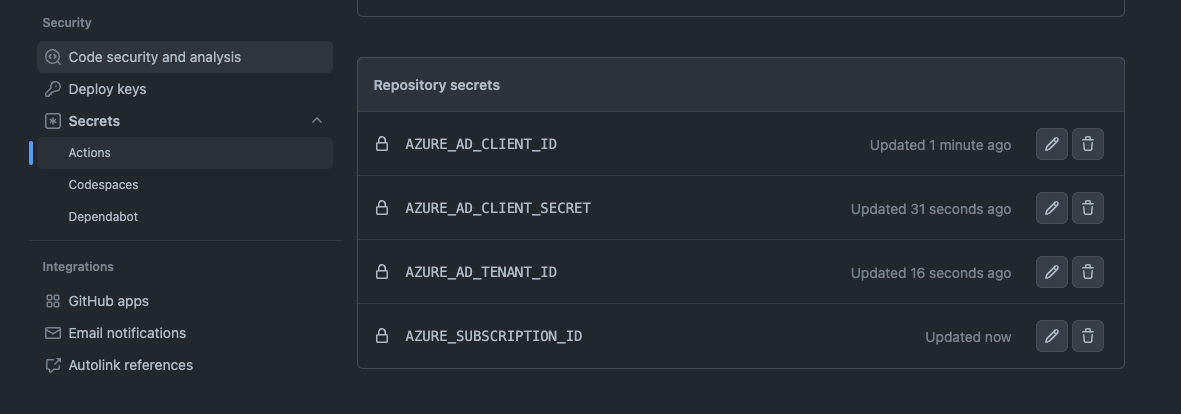 Security
Code security and analysis
Deploy keys
Secrets
Actions
Codespaces
Dependabot
Integrations
GitHub apps
Email notifications
Autolink references
Repository secrets
AZURE_AD_CLIENT_ID Updated 1 minute ago
AZURE_AD_CLIENT_SECRET Updated 31 seconds ago
AZURE_AD_TENANT_ID Updated 16 seconds ago
AZURE_SUBSCRIPTION_ID Updated now